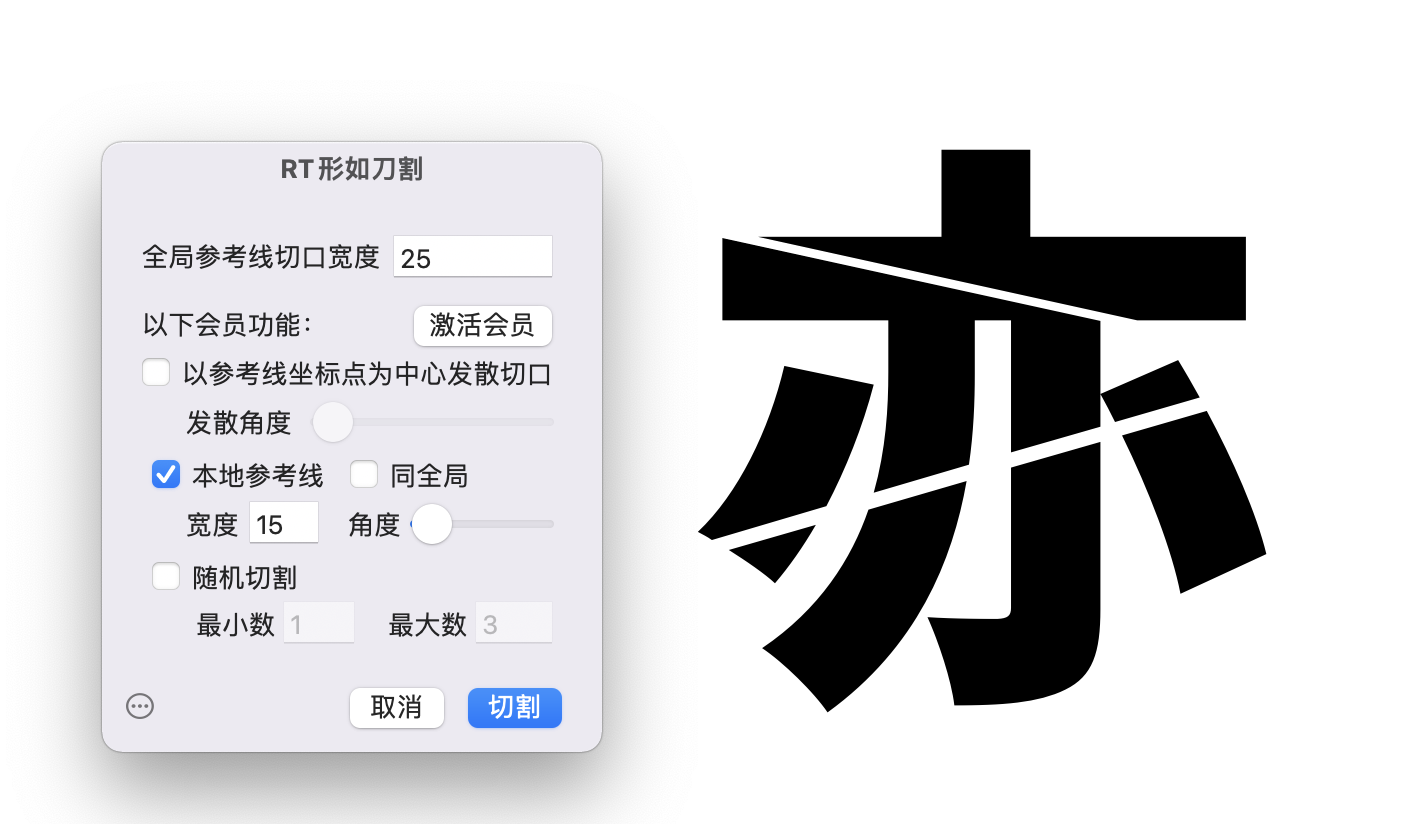 RT 形如刀割
全局参考线切口宽度 25
以下会员功能： 激活会员
以参考线坐标点为中心发散切口
发散角度
本地参考线 同全局
宽度 15 角度
随机切割
最小数 1 最大数 3
取消 切割
亦